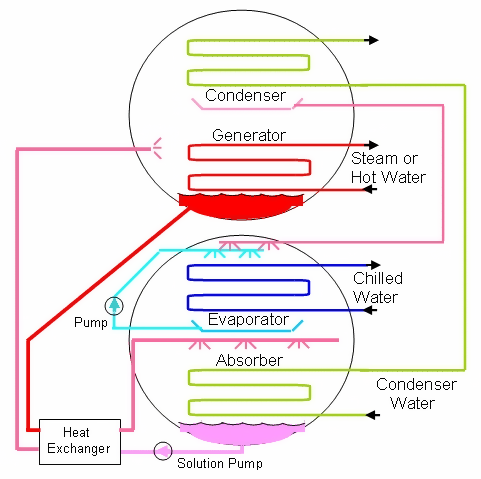 Condenser
Generator
Steam or
Hot Water
Chilled
Water
Pump
Evaporator
Absorber
Condenser
Water
Heat
Exchanger
Solution Pump